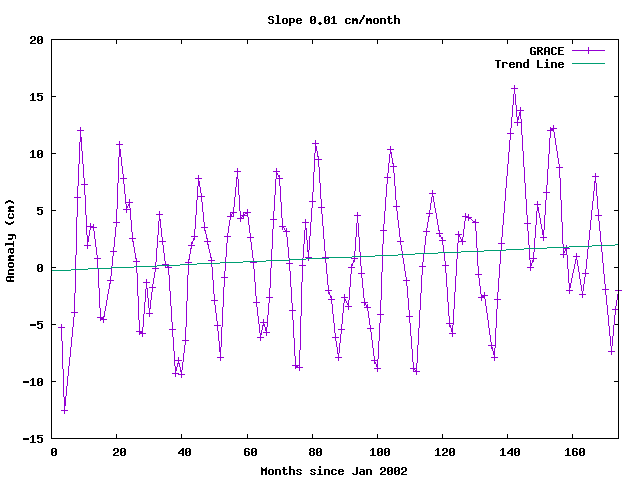 Slope 0.01 cm/month
GRACE
Trend Line
20
15
10
5
0
-5
-10
-15
Anomaly (cm)
0 20 40 60 80 100 120 140 160
Months since Jan 2002